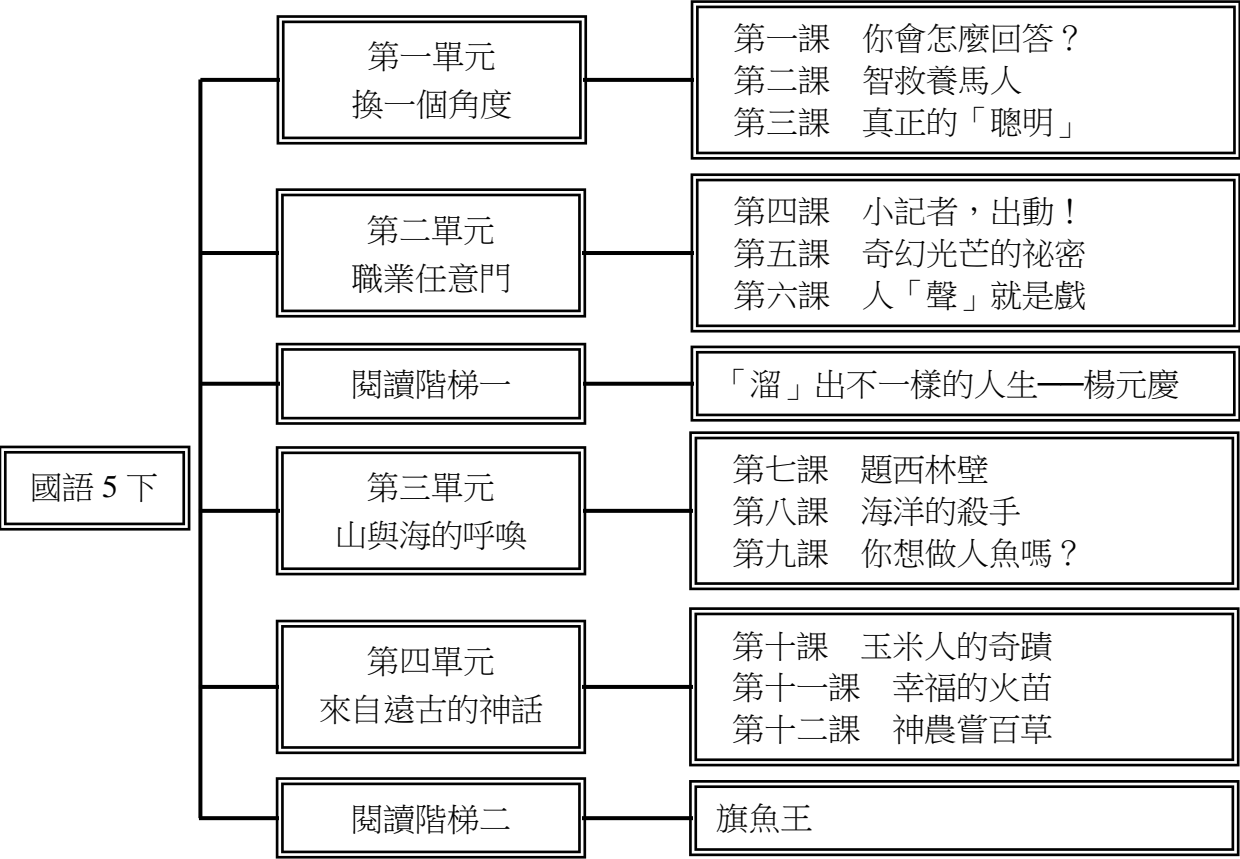 國語 5 下
第一單元
換一個角度
第一課　你會怎麼回答？
第二課　智救養馬人
第三課　真正的「聰明」
第二單元
職業任意門
第四課　小記者，出動！
第五課　奇幻光芒的祕密
第六課　人「聲」就是戲
閱讀階梯一
「溜」出不一樣的人生──楊元慶
第三單元
山與海的呼喚
第七課　題西林壁
第八課　海洋的殺手
第九課　你想做人魚嗎？
第四單元
來自遠古的神話
第十課　玉米人的奇蹟
第十一課　幸福的火苗
第十二課　神農嘗百草
閱讀階梯二
旗魚王